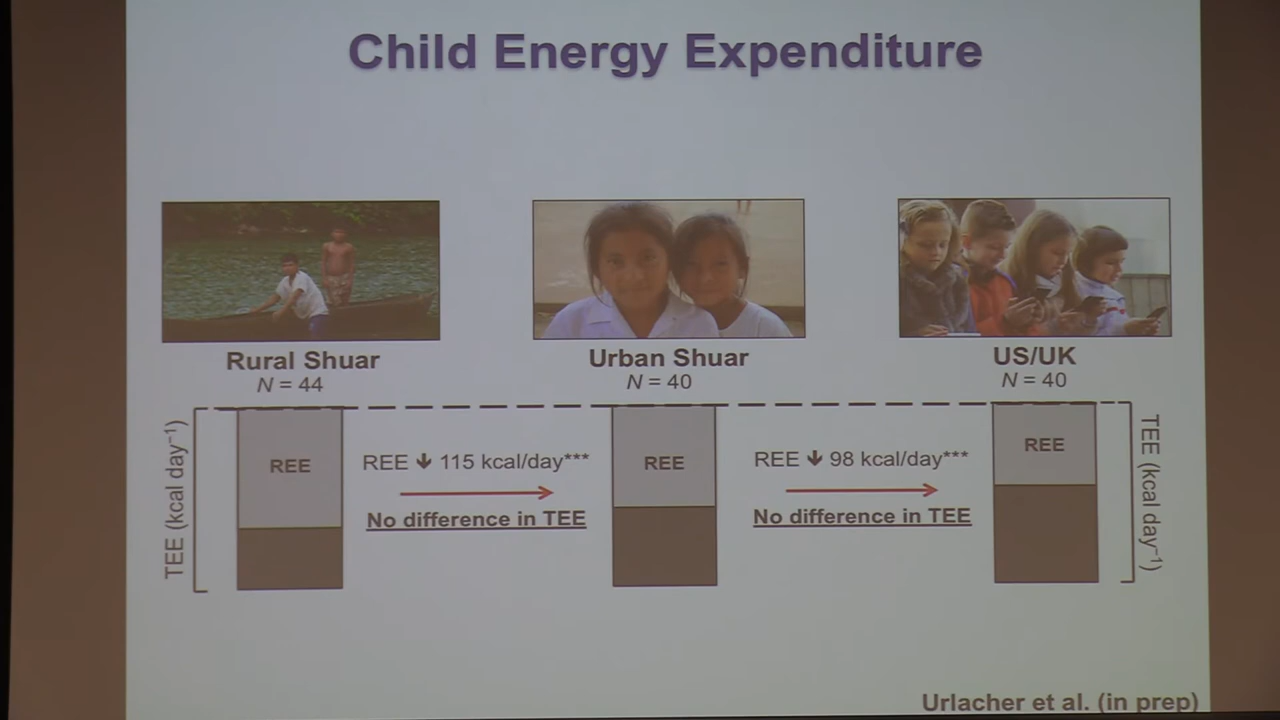 Child Energy Expenditure
Rural Shuar
N = 44
Urban Shuar
N = 40
US/UK
N = 40
TEE (kcal day⁻¹)
REE
REE 🡇 115 kcal/day***
No difference in TEE
REE
REE 🡇 98 kcal/day***
No difference in TEE
REE
TEE (kcal day⁻¹)
Urlacher et al. (in prep)